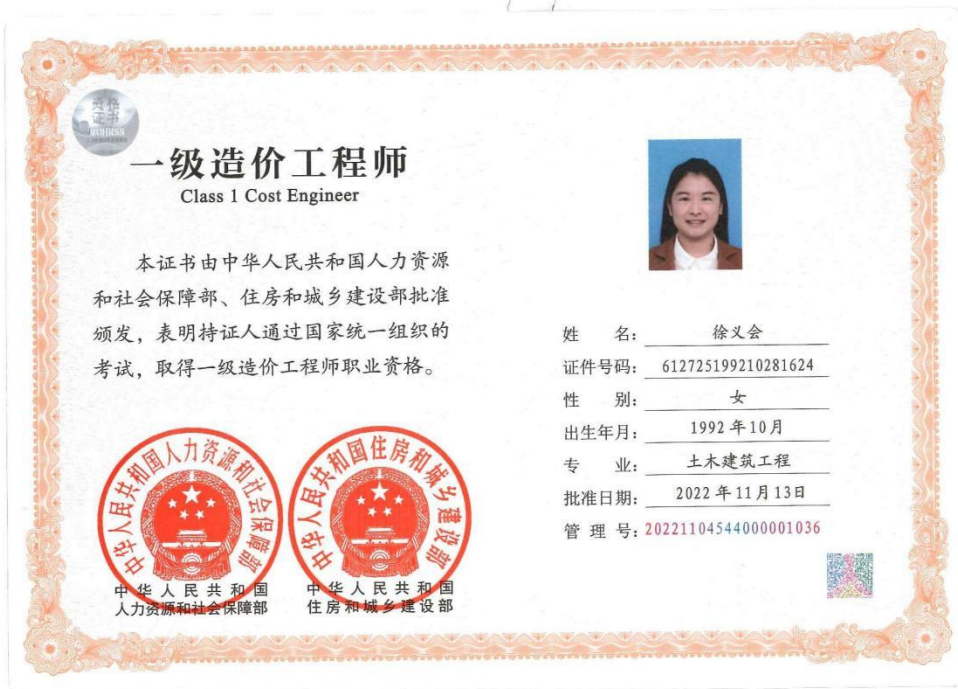 资格
证书
MOHRSS
一级造价工程师
Class 1 Cost Engineer
本证书由中华人民共和国人力资源
和社会保障部、住房和城乡建设部批准
颁发，表明持证人通过国家统一组织的
考试，取得一级造价工程师职业资格。
中华人民共和国人力资源和社会保障部
中华人民共和国住房和城乡建设部
中华人民共和国
人力资源和社会保障部
中华人民共和国
住房和城乡建设部
姓 名： 徐义会
证件号码： 612725199210281624
性 别： 女
出生年月： 1992年10月
专 业： 土木建筑工程
批准日期： 2022年11月13日
管 理 号：20221104544000001036